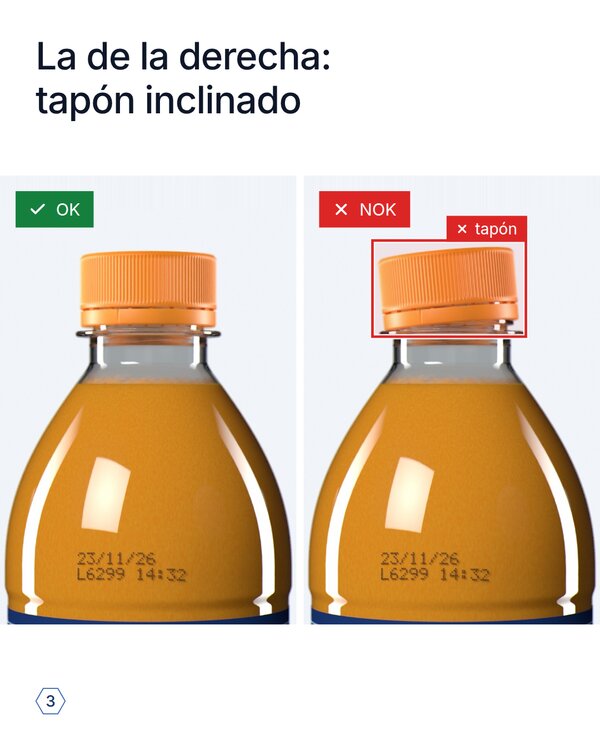 La de la derecha:
tapón inclinado
OK
NOK
tapón
23/11/26
L6299 14:32
23/11/26
L6299 14:32
3